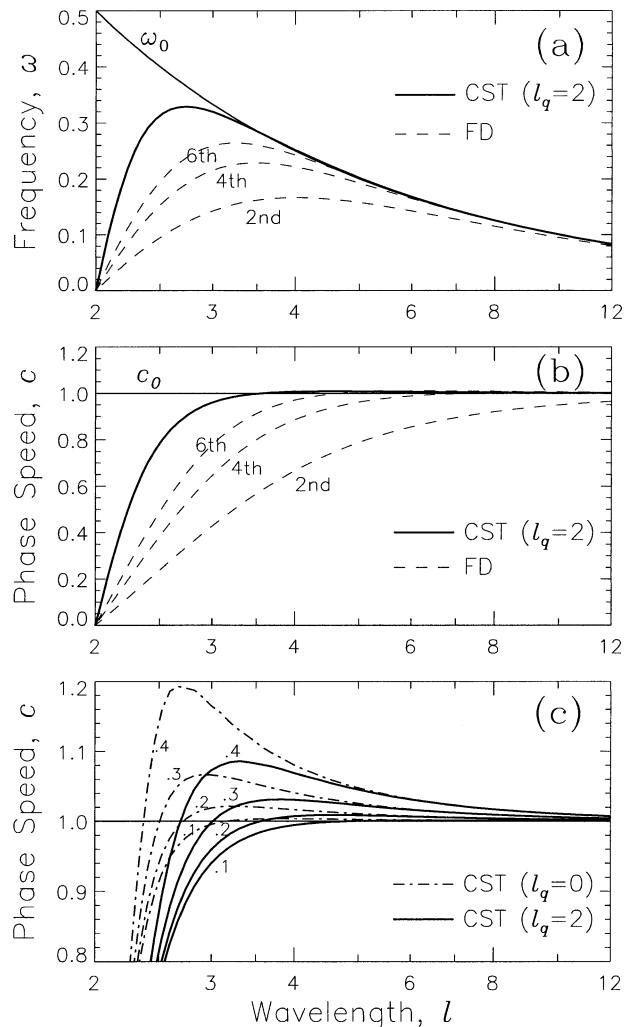 0.5
0.4
0.3
0.2
0.1
0.0
Frequency, ω
ω₀
(a)
CST (l_q=2)
FD
6th
4th
2nd
2 3 4 6 8 12
1.2
1.0
0.8
0.6
0.4
0.2
0.0
Phase Speed, c
c₀
(b)
6th
4th
2nd
CST (l_q=2)
FD
2 3 4 6 8 12
1.2
1.1
1.0
0.9
0.8
Phase Speed, c
(c)
.4
.4
.3
.3
.2
.1
.2
.1
CST (l_q=0)
CST (l_q=2)
2 3 4 6 8 12
Wavelength, l